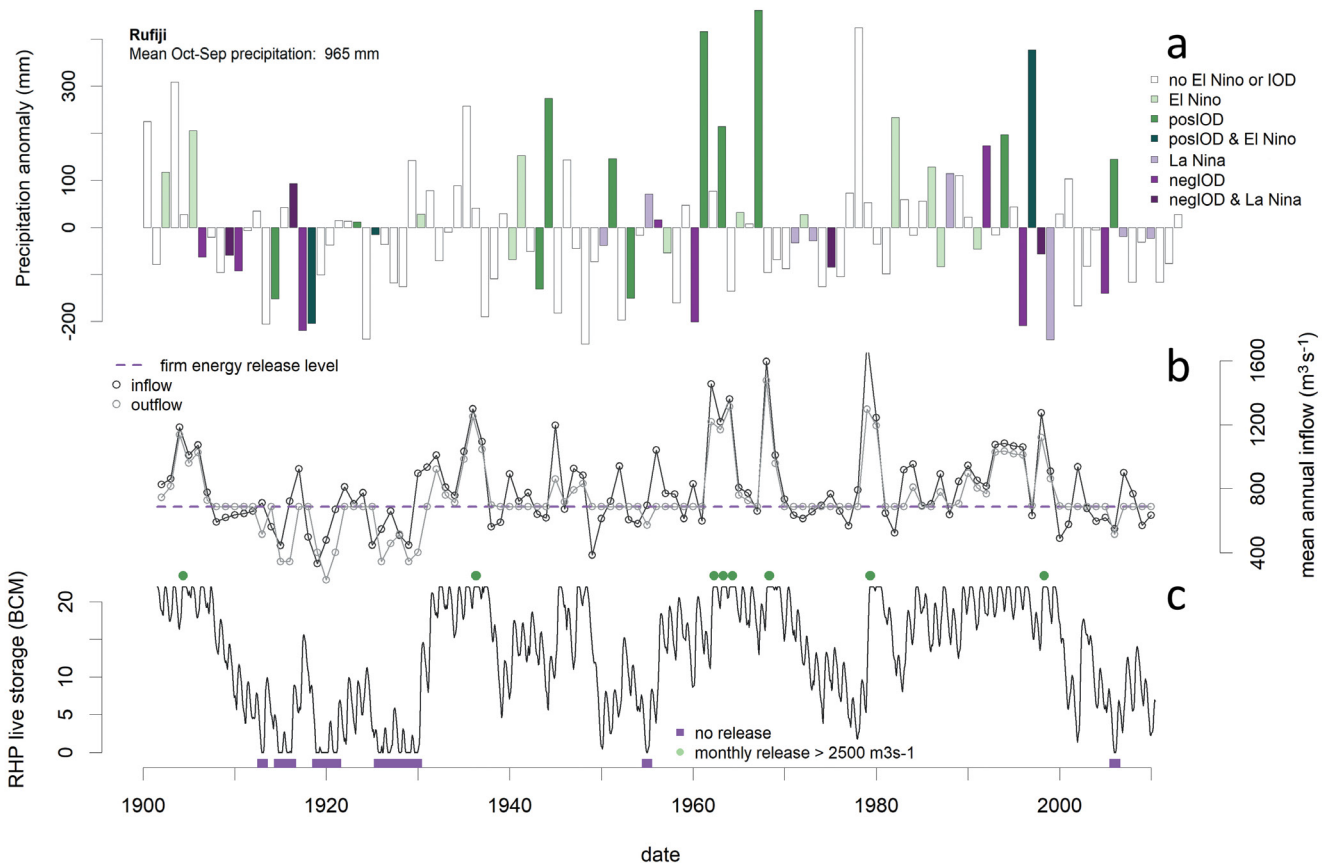 Rufiji
Mean Oct-Sep precipitation: 965 mm
a
Precipitation anomaly (mm)
300
100
0
-200
no El Nino or IOD
El Nino
posIOD
posIOD & El Nino
La Nina
negIOD
negIOD & La Nina
b
firm energy release level
inflow
outflow
mean annual inflow (m³s⁻¹)
1600
1200
800
400
c
RHP live storage (BCM)
20
10
5
0
no release
monthly release > 2500 m3s-1
1900
1920
1940
1960
1980
2000
date